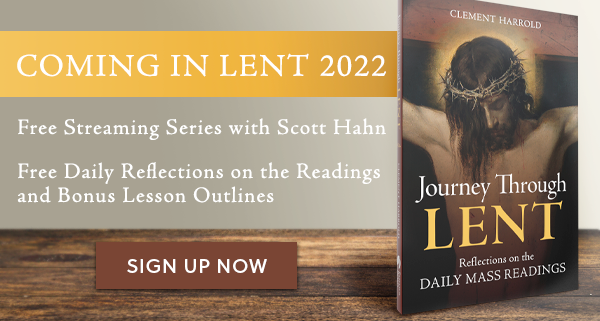 COMING IN LENT 2022
Free Streaming Series with Scott Hahn
Free Daily Reflections on the Readings
and Bonus Lesson Outlines
SIGN UP NOW
CLEMENT HARROLD
Journey Through
LENT
Reflections on the
DAILY MASS READINGS